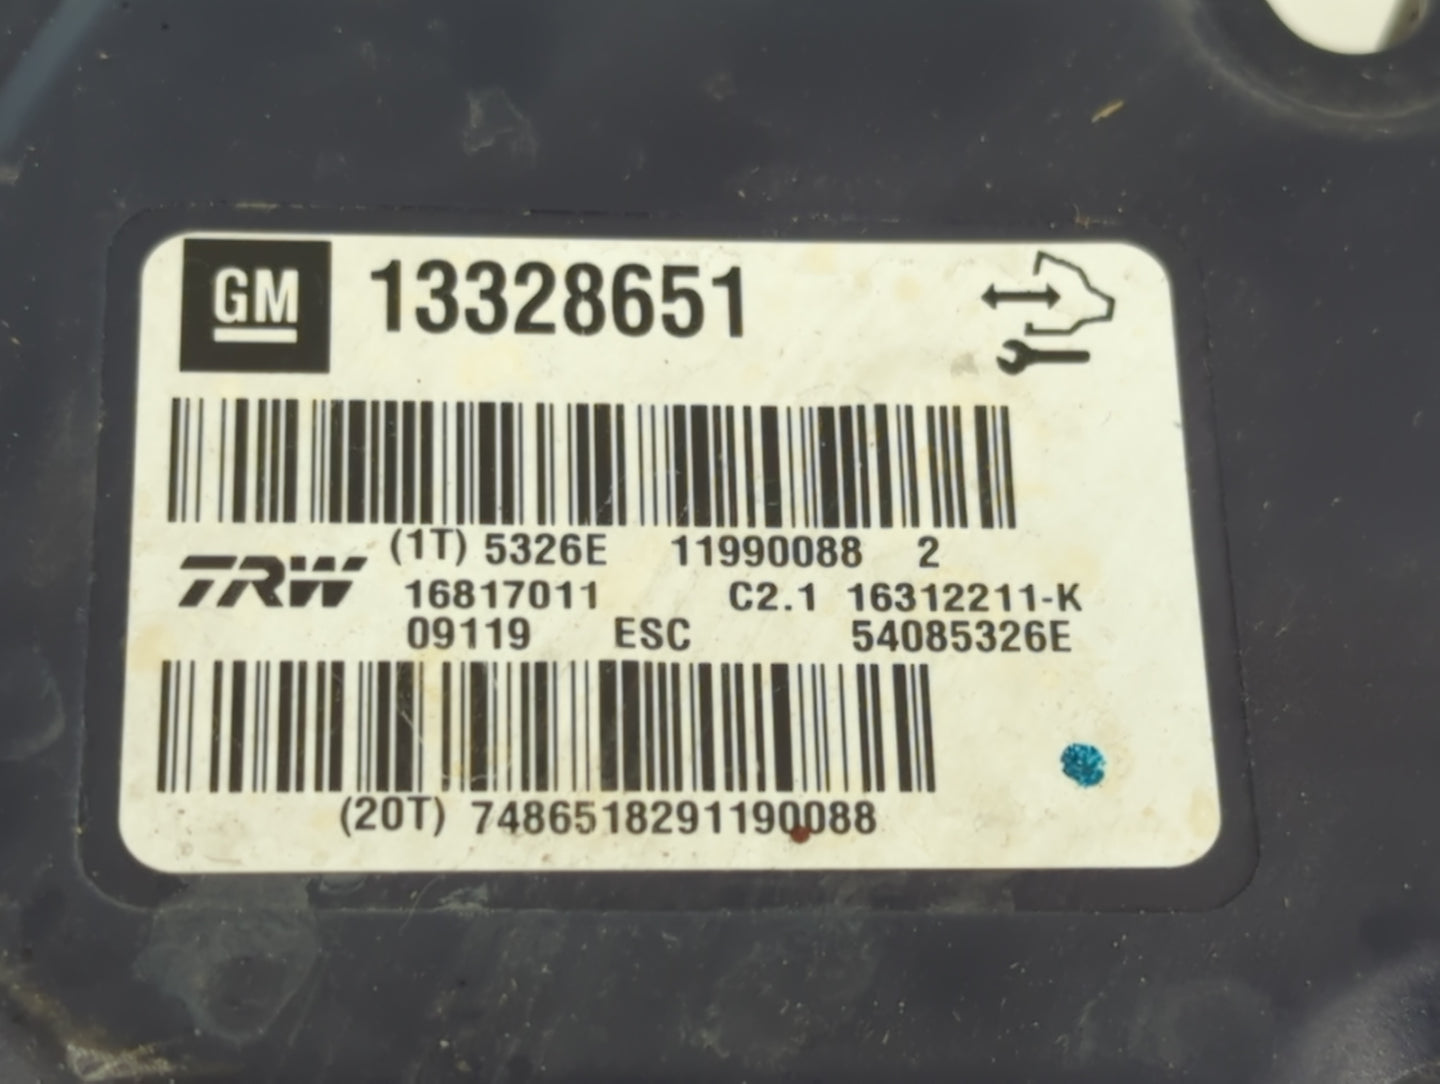 GM 13328651
(1T) 5326E 11990088 2
TRW 16817011 C2.1 16312211-K
09119 ESC 54085326E
(20T) 7486518291190088